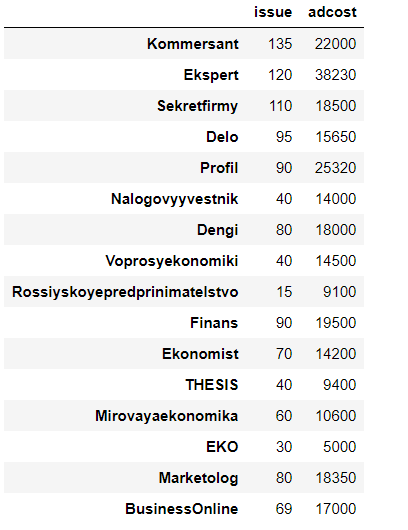 issue adcost
Kommersant 135 22000
Ekspert 120 38230
Sekretfirmy 110 18500
Delo 95 15650
Profil 90 25320
Nalogovyyvestnik 40 14000
Dengi 80 18000
Voprosyekonomiki 40 14500
Rossiyskoyepredprinimatelstvo 15 9100
Finans 90 19500
Ekonomist 70 14200
THESIS 40 9400
Mirovayaekonomika 60 10600
EKO 30 5000
Marketolog 80 18350
BusinessOnline 69 17000